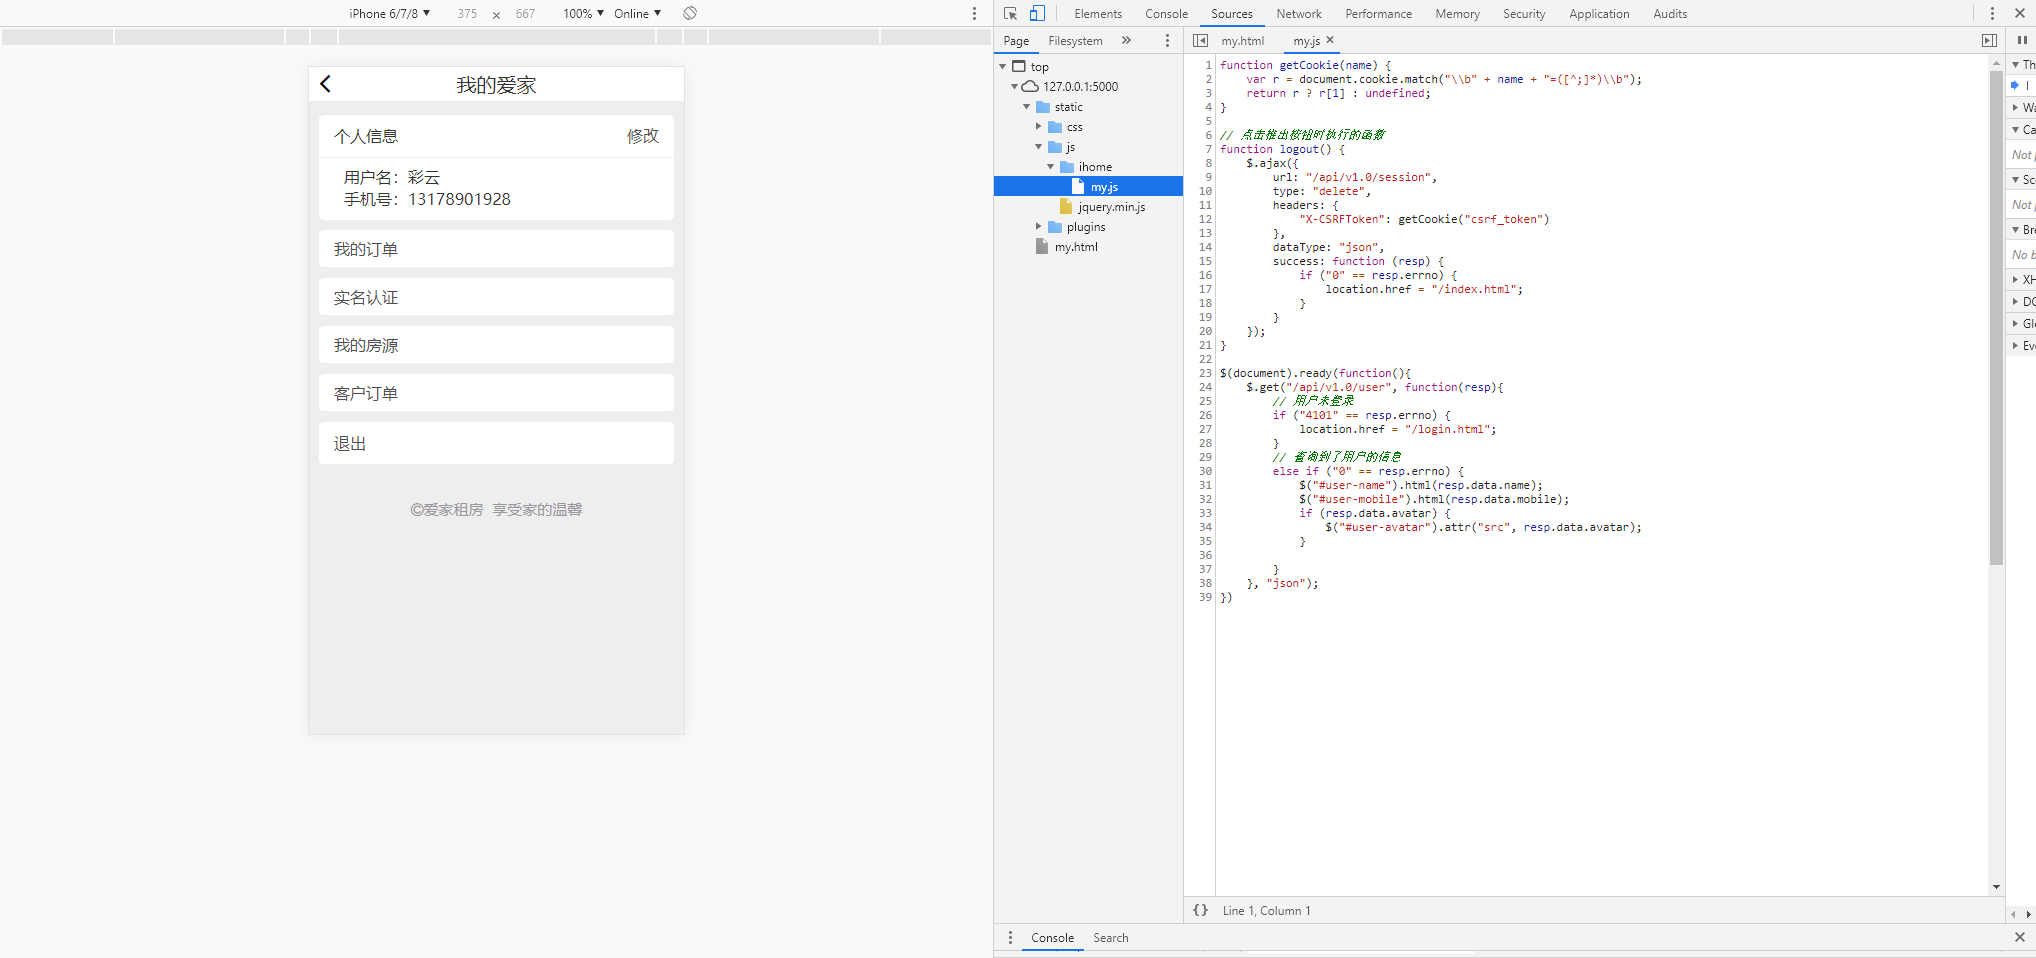 iPhone 6/7/8 ▼ 375 × 667 100% ▼ Online ▼
我的爱家
个人信息 修改
用户名：彩云
手机号：13178901928
我的订单
实名认证
我的房源
客户订单
退出
©爱家租房 享受家的温馨
Elements Console Sources Network Performance Memory Security Application Audits
Page Filesystem »
my.html my.js ×
top
127.0.0.1:5000
static
css
js
ihome
my.js
jquery.min.js
plugins
my.html
1 function getCookie(name) {
2 var r = document.cookie.match("\\b" + name + "=([^;]*)\\b");
3 return r ? r[1] : undefined;
4 }
5
6 // 点击推出按钮时执行的函数
7 function logout() {
8 $.ajax({
9 url: "/api/v1.0/session",
10 type: "delete",
11 headers: {
12 "X-CSRFToken": getCookie("csrf_token")
13 },
14 dataType: "json",
15 success: function (resp) {
16 if ("0" == resp.errno) {
17 location.href = "/index.html";
18 }
19 }
20 });
21 }
22
23 $(document).ready(function(){
24 $.get("/api/v1.0/user", function(resp){
25 // 用户未登录
26 if ("4101" == resp.errno) {
27 location.href = "/login.html";
28 }
29 // 查询到了用户的信息
30 else if ("0" == resp.errno) {
31 $("#user-name").html(resp.data.name);
32 $("#user-mobile").html(resp.data.mobile);
33 if (resp.data.avatar) {
34 $("#user-avatar").attr("src", resp.data.avatar);
35 }
36
37 }
38 }, "json");
39 })
{} Line 1, Column 1
Console Search
Th
Wa
Ca
Not
Sc
Not
Bre
No b
XH
DO
Glo
Eve